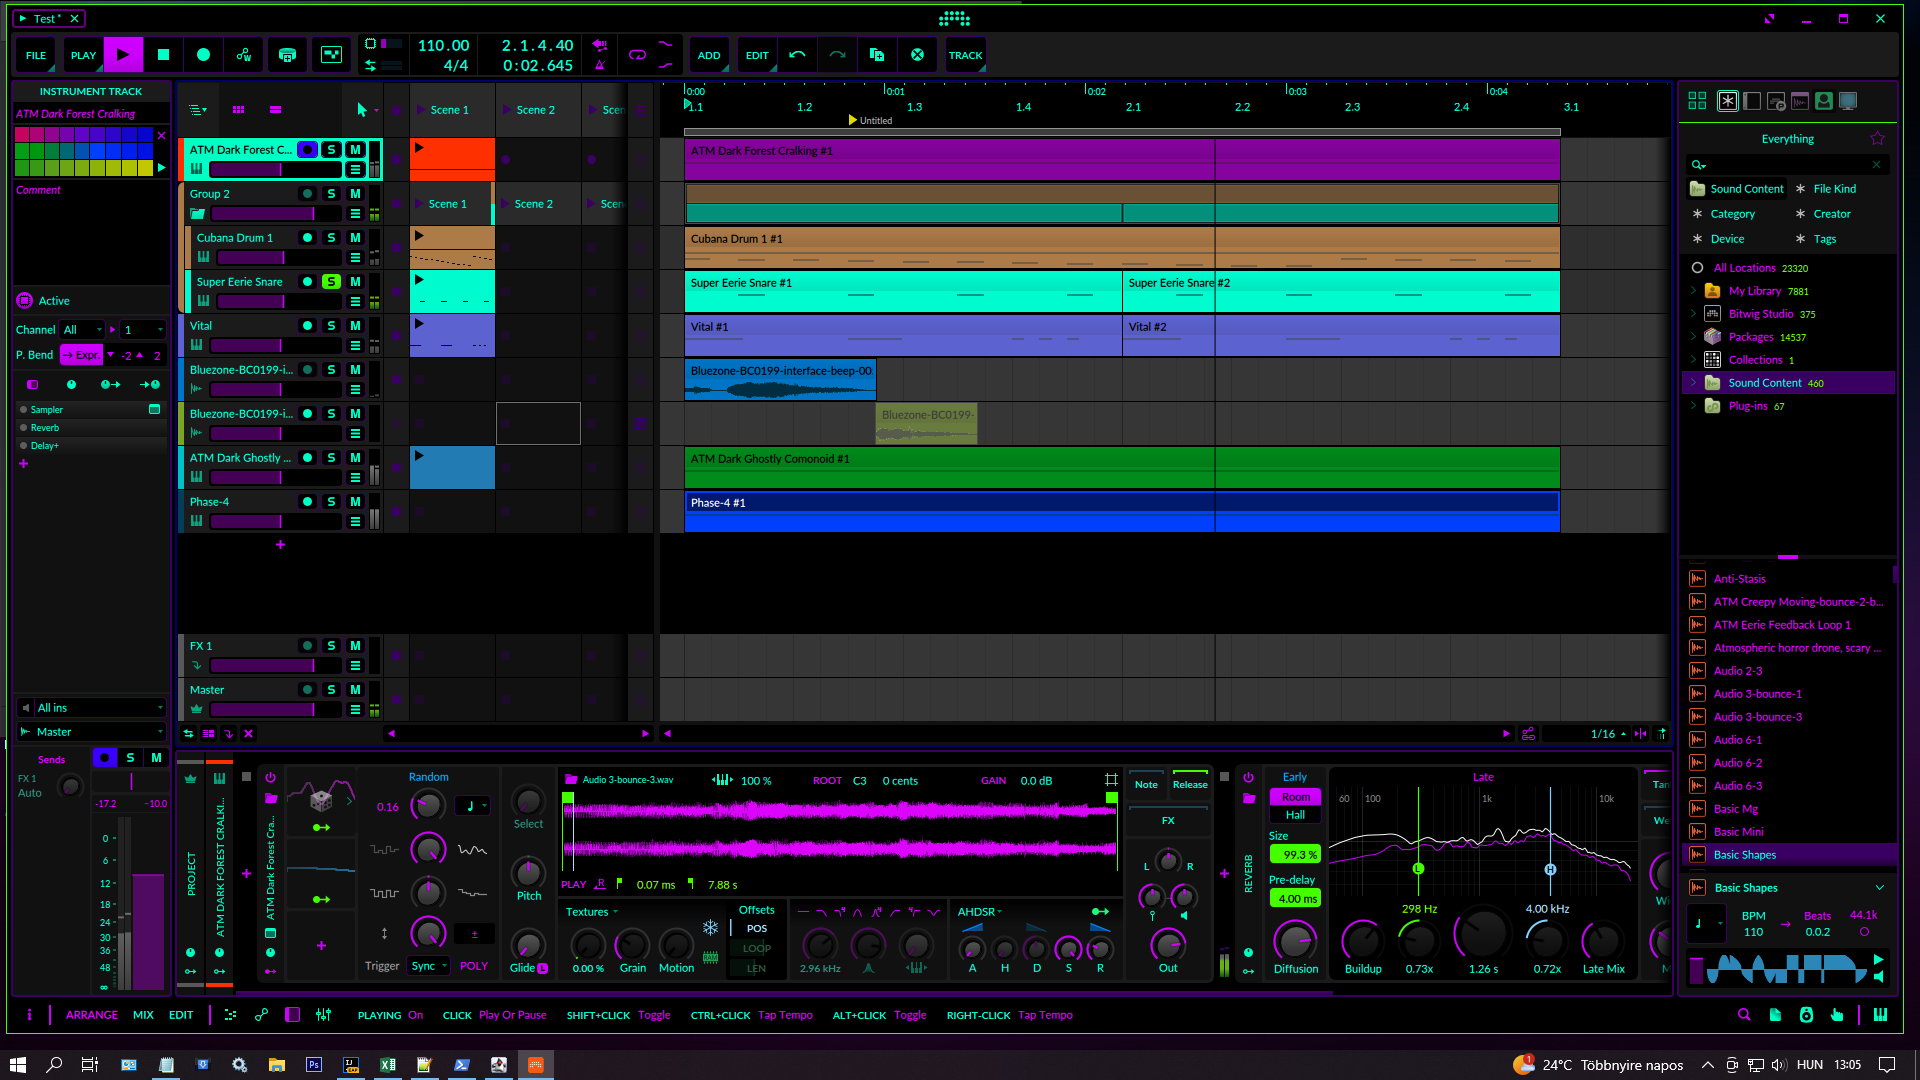 Test *
FILE
PLAY
110.00
4/4
2.1.4.40
0:02.645
ADD
EDIT
TRACK
INSTRUMENT TRACK
ATM Dark Forest Cralking
Comment
Active
Channel All 1
P. Bend Expr. -2 2
Sampler
Reverb
Delay+
All ins
Master
Sends
FX 1
Auto
S M
-17.2 -10.0
0
6
12
18
24
30
36
48
Scene 1 Scene 2 Scen
ATM Dark Forest C... S M
Group 2 S M
Scene 1 Scene 2 Scen
Cubana Drum 1 S M
Super Eerie Snare S M
Vital S M
Bluezone-BC0199-i... S M
Bluezone-BC0199-i... S M
ATM Dark Ghostly ... S M
Phase-4 S M
FX 1 S M
Master S M
0:00 0:01 0:02 0:03 0:04
1.1 1.2 1.3 1.4 2.1 2.2 2.3 2.4 3.1
Untitled
ATM Dark Forest Cralking #1
Cubana Drum 1 #1
Super Eerie Snare #1 Super Eerie Snare #2
Vital #1 Vital #2
Bluezone-BC0199-interface-beep-00
Bluezone-BC0199-
ATM Dark Ghostly Comonoid #1
Phase-4 #1
1/16
Everything
Sound Content File Kind
Category Creator
Device Tags
All Locations 23320
My Library 7881
Bitwig Studio 375
Packages 14537
Collections 1
Sound Content 460
Plug-ins 67
Anti-Stasis
ATM Creepy Moving-bounce-2-b...
ATM Eerie Feedback Loop 1
Atmospheric horror drone, scary ...
Audio 2-3
Audio 3-bounce-1
Audio 3-bounce-3
Audio 6-1
Audio 6-2
Audio 6-3
Basic Mg
Basic Mini
Basic Shapes
Basic Shapes
BPM
110
Beats
0.0.2
44.1k
PROJECT
ATM DARK FOREST CRALKI...
ATM Dark Forest Cra...
Random
0.16
Trigger Sync POLY
Select
Pitch
Glide L
Audio 3-bounce-3.wav 100 % ROOT C3 0 cents GAIN 0.0 dB
PLAY R 0.07 ms 7.88 s
Textures
0.00 % Grain Motion
Offsets
POS
LOOP
LEN
2.96 kHz
AHDSR
A H D S R
Note Release
FX
L R
Out
REVERB
Early
Room
Hall
Size
99.3 %
Pre-delay
4.00 ms
Diffusion
Late
60 100 1k 10k
L H
298 Hz 4.00 kHz
Buildup 0.73x 1.26 s 0.72x Late Mix
Tan
We
Wi
M
ARRANGE MIX EDIT
PLAYING On CLICK Play Or Pause SHIFT+CLICK Toggle CTRL+CLICK Tap Tempo ALT+CLICK Toggle RIGHT-CLICK Tap Tempo
24°C Többnyire napos HUN 13:05